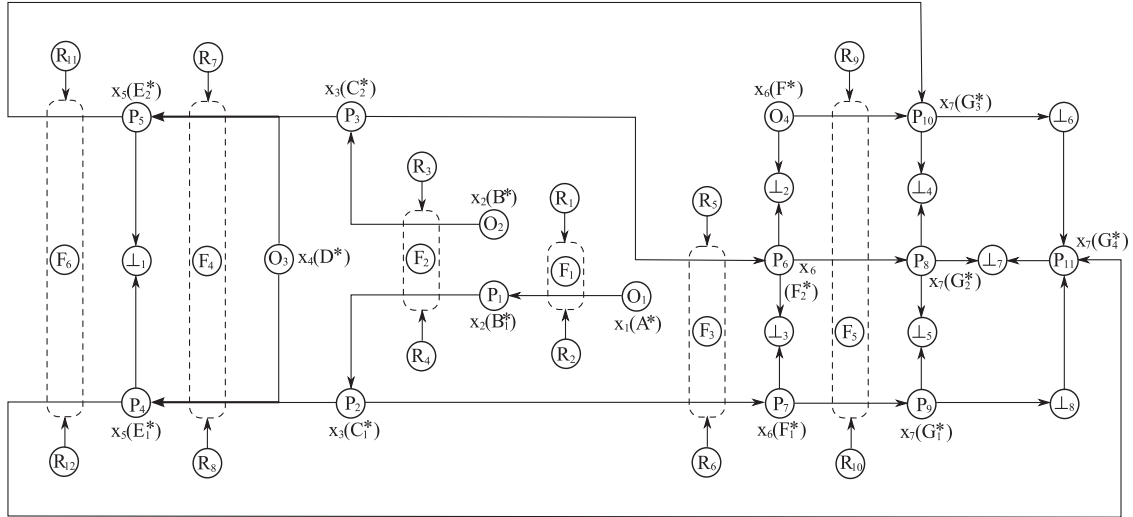 R₁₁ R₇ R₉
x₅(E₂*) x₃(C₂*) x₆(F*) x₇(G₃*)
P₅ P₃ O₄ P₁₀ ⊥₆
R₃
x₂(B*) R₁ R₅ ⊥₂ ⊥₄
O₂
F₆ ⊥₁ F₄ O₃ x₄(D*) F₂ F₁ P₆ x₆ P₈ ⊥₇ P₁₁ x₇(G₄*)
(F₂*) x₇(G₂*)
P₁ O₁
x₂(B₁*) x₁(A*)
F₃ ⊥₃ F₅ ⊥₅
R₄ R₂
P₄ P₂ P₇ P₉ ⊥₈
x₅(E₁*) x₃(C₁*) x₆(F₁*) x₇(G₁*)
R₁₂ R₈ R₆ R₁₀